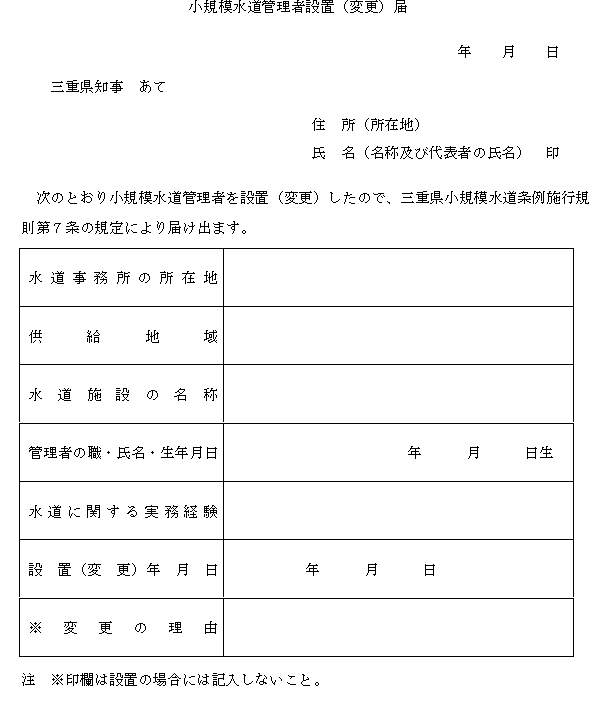 小規模水道管理者設置（変更）届
年　　月　　日
三重県知事　あて
住　所（所在地）
氏　名（名称及び代表者の氏名）　印
次のとおり小規模水道管理者を設置（変更）したので、三重県小規模水道条例施行規
則第７条の規定により届け出ます。
水道事務所の所在地
供給地域
水道施設の名称
管理者の職・氏名・生年月日　年　　月　　日生
水道に関する実務経験
設置（変更）年月日　年　　月　　日
※変更の理由
注　※印欄は設置の場合には記入しないこと。